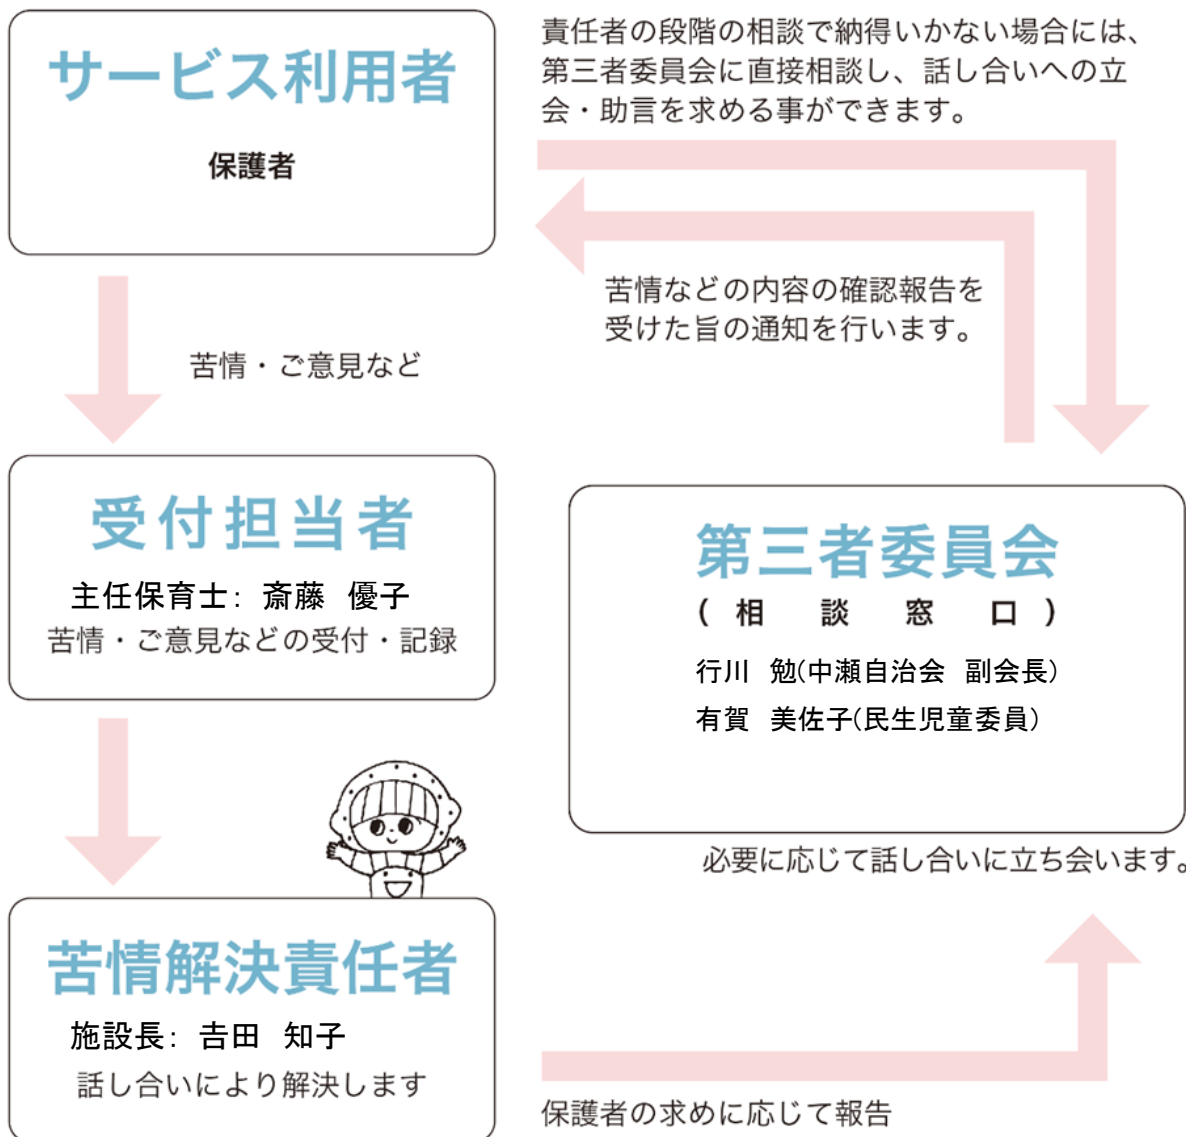 サービス利用者
保護者
責任者の段階の相談で納得いかない場合には、
第三者委員会に直接相談し、話し合いへの立
会・助言を求める事ができます。
苦情などの内容の確認報告を
受けた旨の通知を行います。
苦情・ご意見など
受付担当者
主任保育士： 斎藤 優子
苦情・ご意見などの受付・記録
第三者委員会
(相談窓口)
行川 勉(中瀬自治会 副会長)
有賀 美佐子(民生児童委員)
必要に応じて話し合いに立ち会います。
苦情解決責任者
施設長： 𠮷田 知子
話し合いにより解決します
保護者の求めに応じて報告